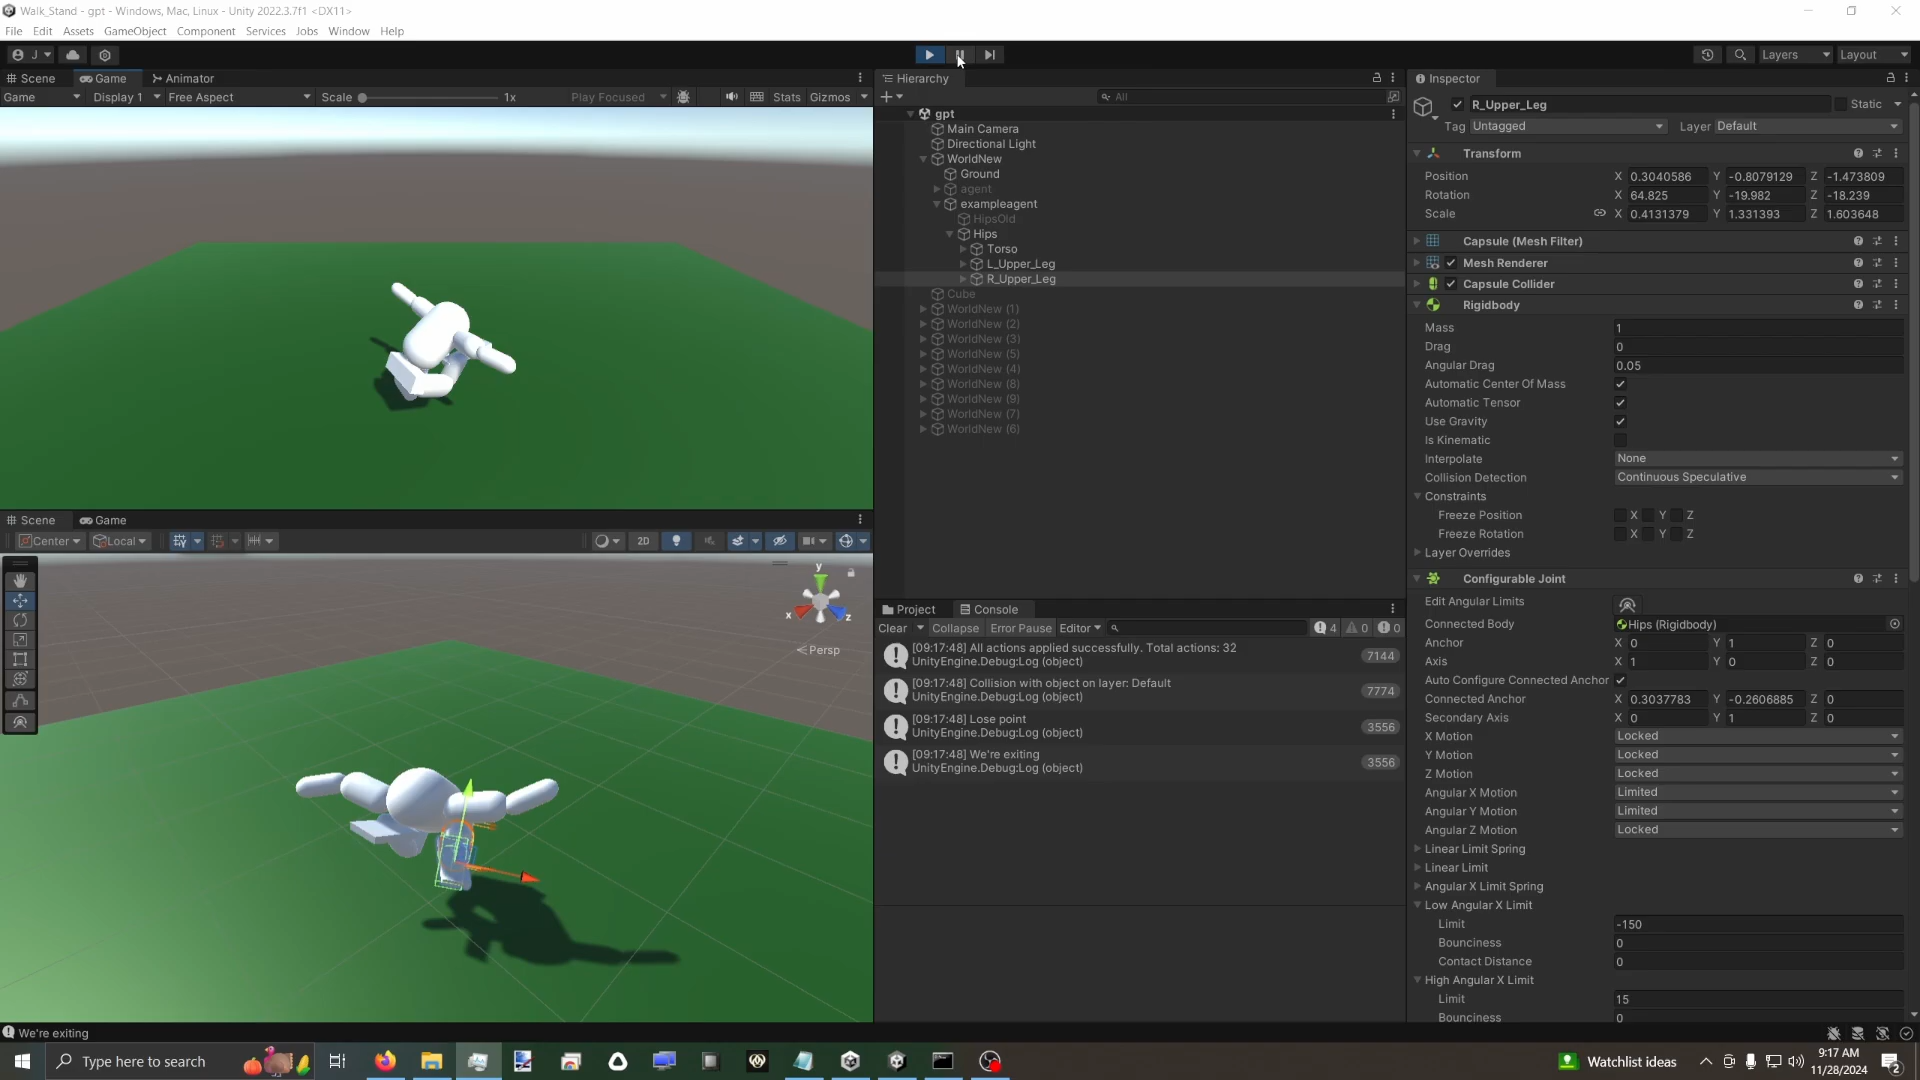 Walk_Stand - gpt - Windows, Mac, Linux - Unity 2022.3.7f1 <DX11>
File Edit Assets GameObject Component Services Jobs Window Help
J Layers Layout
Scene Game Animator
Game Display 1 Free Aspect Scale 1x Play Focused Stats Gizmos
Hierarchy
All
gpt
Main Camera
Directional Light
WorldNew
Ground
agent
exampleagent
HipsOld
Hips
Torso
L_Upper_Leg
R_Upper_Leg
Cube
WorldNew (1)
WorldNew (2)
WorldNew (3)
WorldNew (5)
WorldNew (4)
WorldNew (8)
WorldNew (9)
WorldNew (7)
WorldNew (6)
Scene Game
Center Local 2D
y
x z
Persp
Project Console
Clear Collapse Error Pause Editor 4 0 0
[09:17:48] All actions applied successfully. Total actions: 32
UnityEngine.Debug:Log (object)
7144
[09:17:48] Collision with object on layer: Default
UnityEngine.Debug:Log (object)
7774
[09:17:48] Lose point
UnityEngine.Debug:Log (object)
3556
[09:17:48] We're exiting
UnityEngine.Debug:Log (object)
3556
Inspector
R_Upper_Leg Static
Tag Untagged Layer Default
Transform
Position X 0.3040586 Y -0.8079129 Z -1.473809
Rotation X 64.825 Y -19.982 Z -18.239
Scale X 0.4131379 Y 1.331393 Z 1.603648
Capsule (Mesh Filter)
Mesh Renderer
Capsule Collider
Rigidbody
Mass 1
Drag 0
Angular Drag 0.05
Automatic Center Of Mass
Automatic Tensor
Use Gravity
Is Kinematic
Interpolate None
Collision Detection Continuous Speculative
Constraints
Freeze Position X Y Z
Freeze Rotation X Y Z
Layer Overrides
Configurable Joint
Edit Angular Limits
Connected Body Hips (Rigidbody)
Anchor X 0 Y 1 Z 0
Axis X 1 Y 0 Z 0
Auto Configure Connected Anchor
Connected Anchor X 0.3037783 Y -0.2606885 Z 0
Secondary Axis X 0 Y 1 Z 0
X Motion Locked
Y Motion Locked
Z Motion Locked
Angular X Motion Limited
Angular Y Motion Limited
Angular Z Motion Locked
Linear Limit Spring
Linear Limit
Angular X Limit Spring
Low Angular X Limit
Limit -150
Bounciness 0
Contact Distance 0
High Angular X Limit
Limit 15
Bounciness 0
We're exiting
Type here to search
Watchlist ideas
9:17 AM
11/28/2024
2